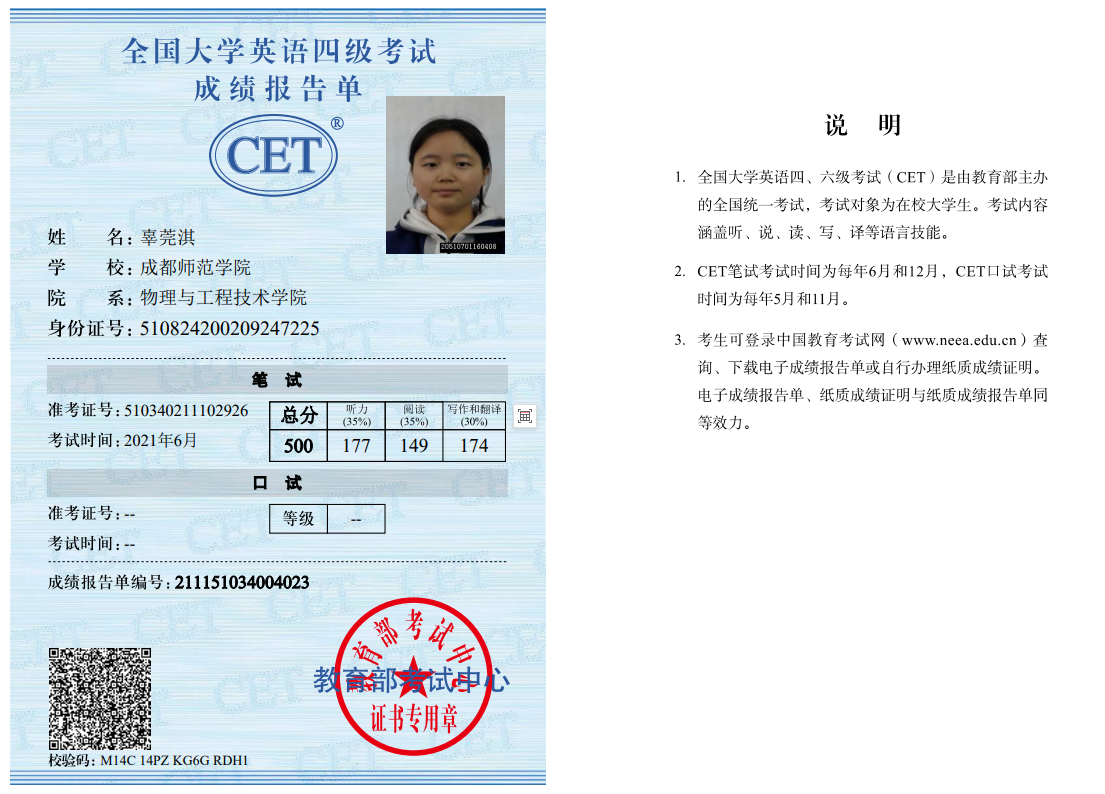 全国大学英语四级考试
成绩报告单
CET®
20510701160408
姓 名：辜莞淇
学 校：成都师范学院
院 系：物理与工程技术学院
身份证号：510824200209247225
笔 试
准考证号：510340211102926
考试时间：2021年6月
总分 听力(35%) 阅读(35%) 写作和翻译(30%)
500 177 149 174
口 试
准考证号：--
考试时间：--
等级 --
成绩报告单编号：211151034004023
教育部考试中心
教育部考试中心
证书专用章
校验码：M14C 14PZ KG6G RDH1
说 明
1. 全国大学英语四、六级考试（CET）是由教育部主办
的全国统一考试，考试对象为在校大学生。考试内容
涵盖听、说、读、写、译等语言技能。
2. CET笔试考试时间为每年6月和12月，CET口试考试
时间为每年5月和11月。
3. 考生可登录中国教育考试网（www.neea.edu.cn）查
询、下载电子成绩报告单或自行办理纸质成绩证明。
电子成绩报告单、纸质成绩证明与纸质成绩报告单同
等效力。